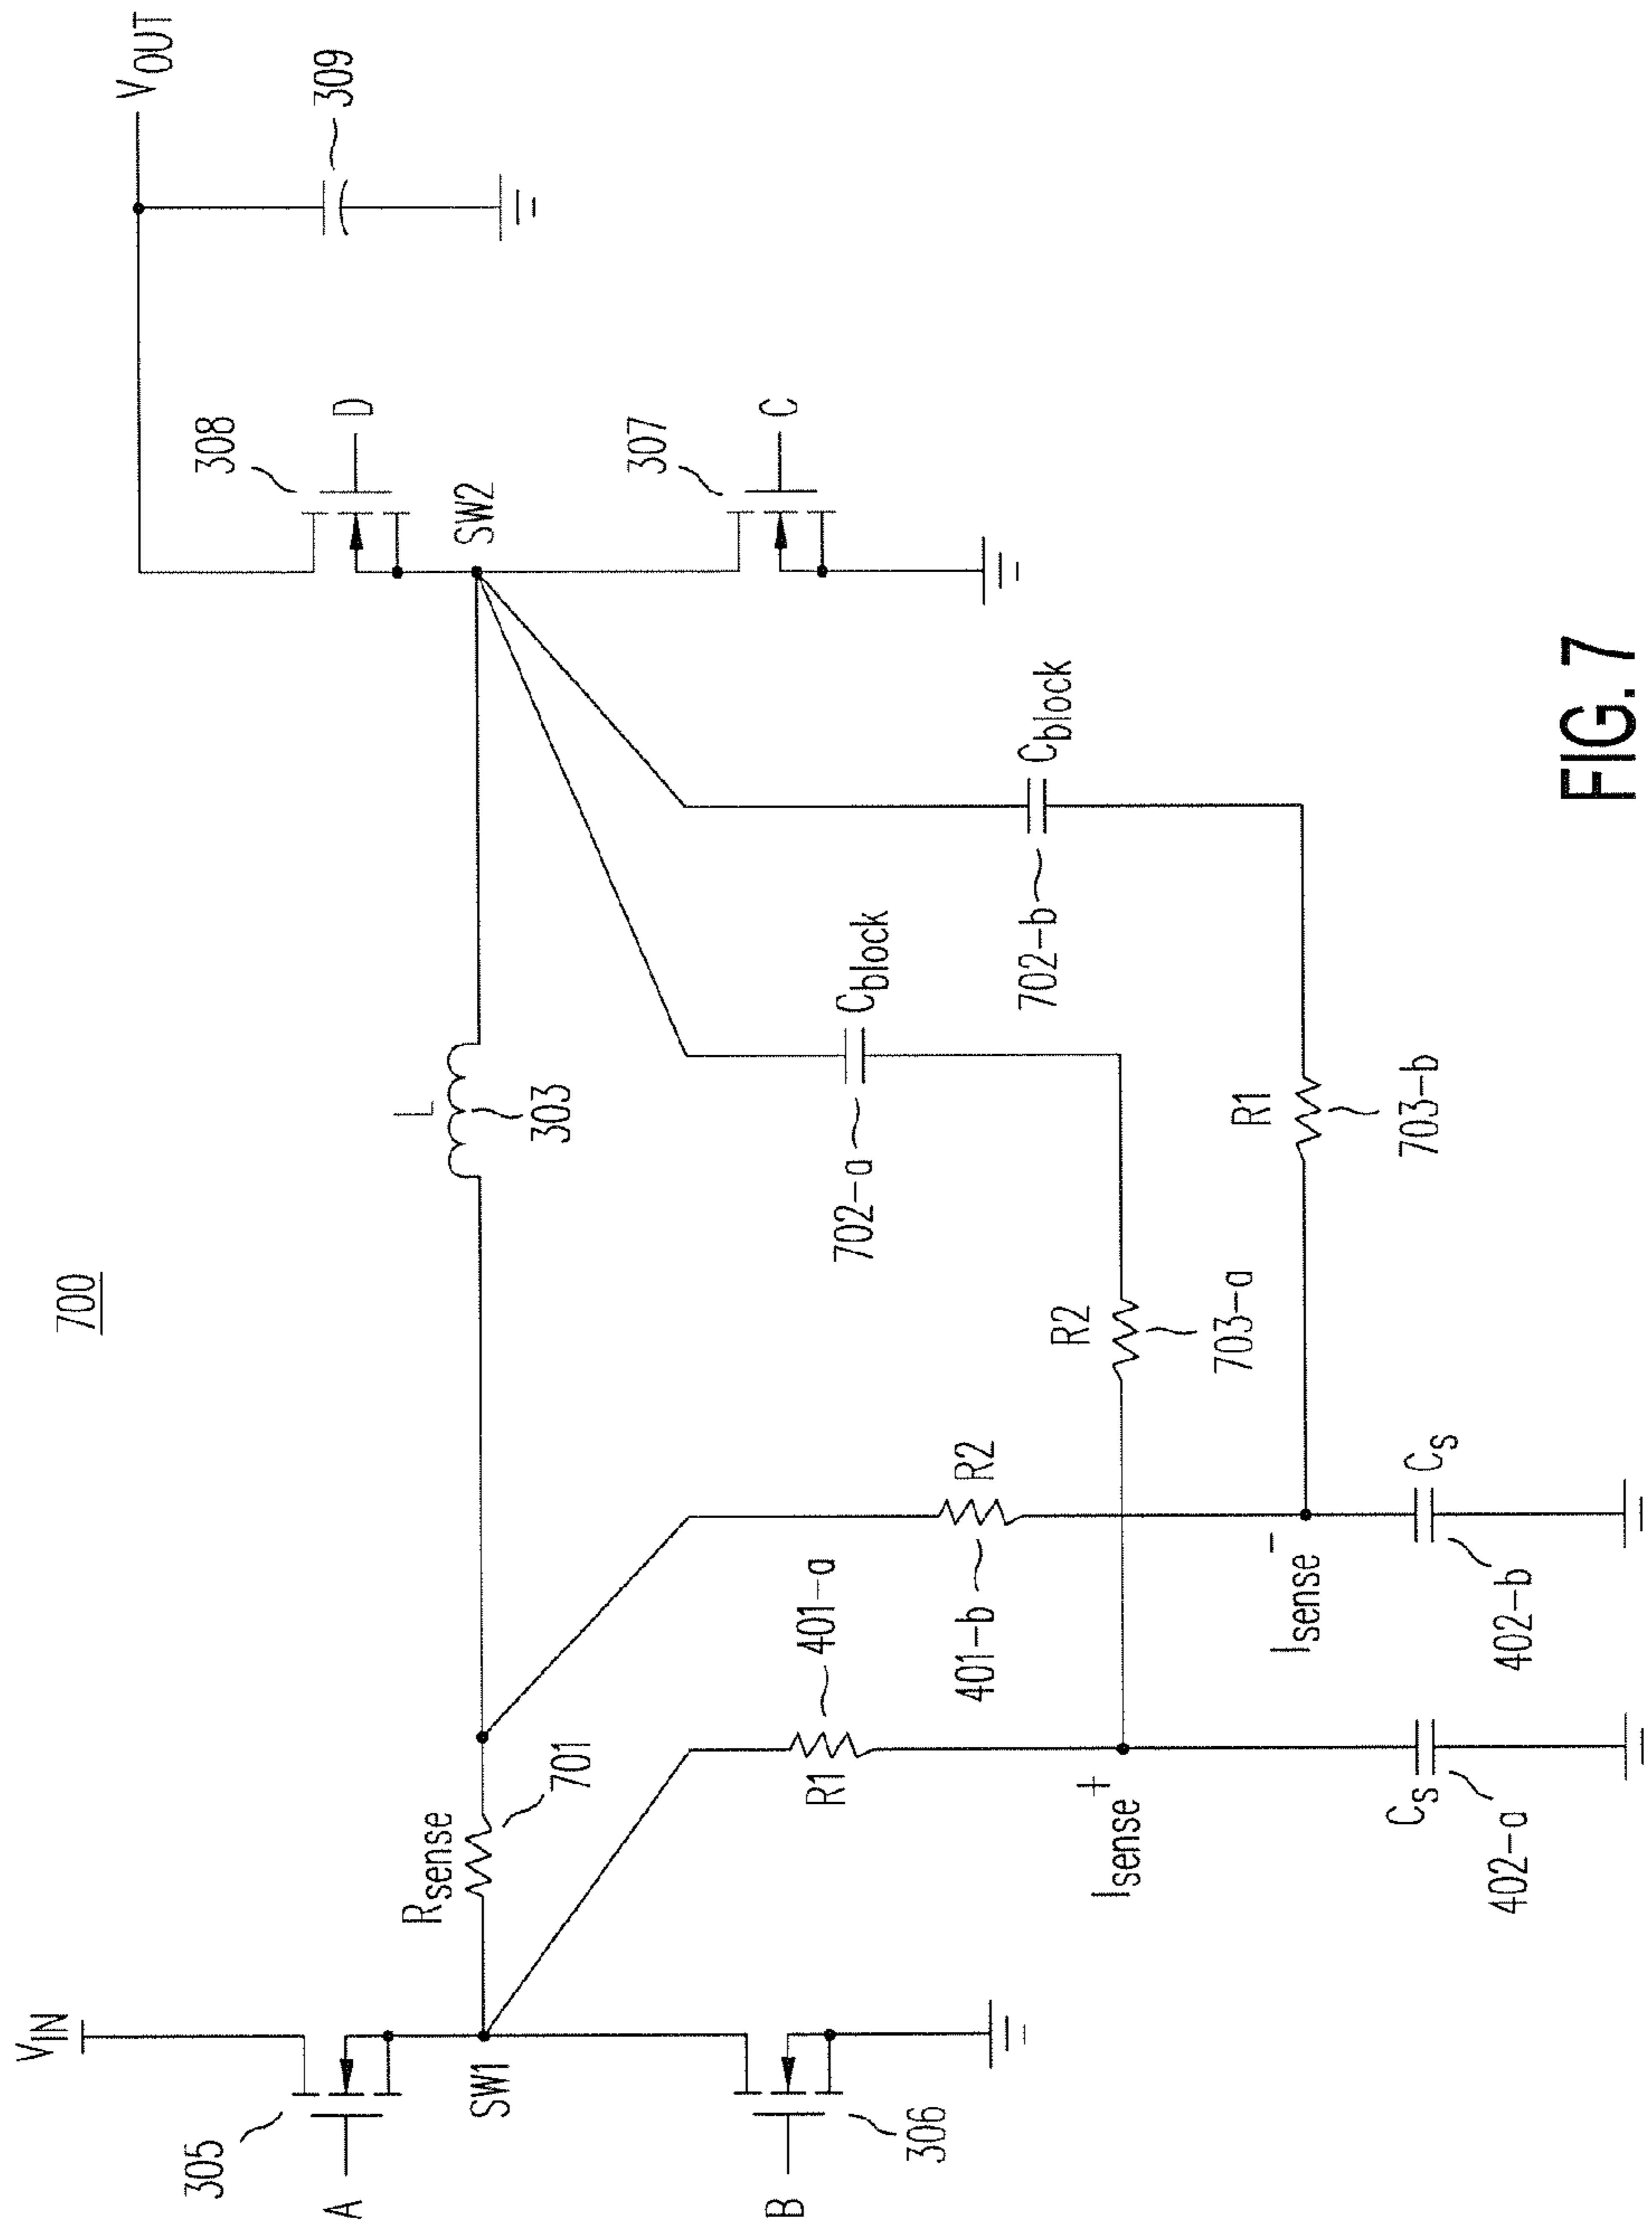 700
V_IN
305
A
SW1
B
306
R_sense
701
L
303
SW2
308
D
307
C
V_OUT
309
R1
401-a
401-b
R2
I_sense^+
I_sense^-
C_s
402-a
C_s
402-b
R2
703-a
R1
703-b
702-a
C_block
702-b
C_block
FIG. 7